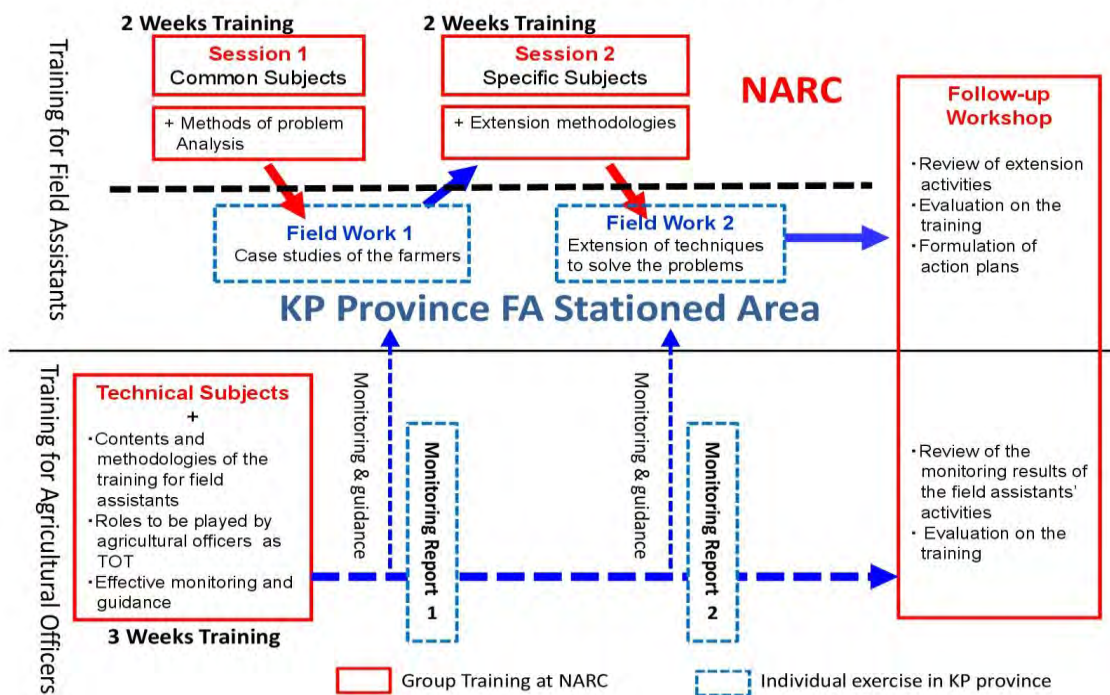 2 Weeks Training
2 Weeks Training
Training for Field Assistants
Session 1
Common Subjects
+ Methods of problem
Analysis
Session 2
Specific Subjects
+ Extension methodologies
NARC
Follow-up
Workshop
・Review of extension
activities
・Evaluation on the
training
・Formulation of
action plans
Field Work 1
Case studies of the farmers
Field Work 2
Extension of techniques
to solve the problems
KP Province FA Stationed Area
Training for Agricultural Officers
Technical Subjects
+
・Contents and
methodologies of the
training for field
assistants
・Roles to be played by
agricultural officers as
TOT
・Effective monitoring and
guidance
3 Weeks Training
Monitoring & guidance
Monitoring Report
1
Monitoring & guidance
Monitoring Report
2
・Review of the
monitoring results of
the field assistants'
activities
・ Evaluation on the
training
Group Training at NARC
Individual exercise in KP province